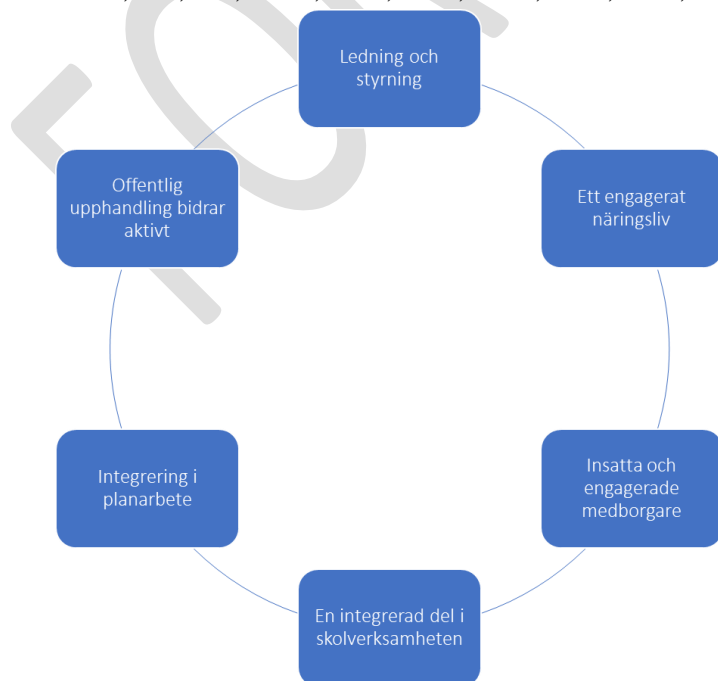 Ledning och
styrning
Ett engagerat
näringsliv
Insatta och
engagerade
medborgare
En integrerad del i
skolverksamheten
Integrering i
planarbete
Offentlig
upphandling bidrar
aktivt